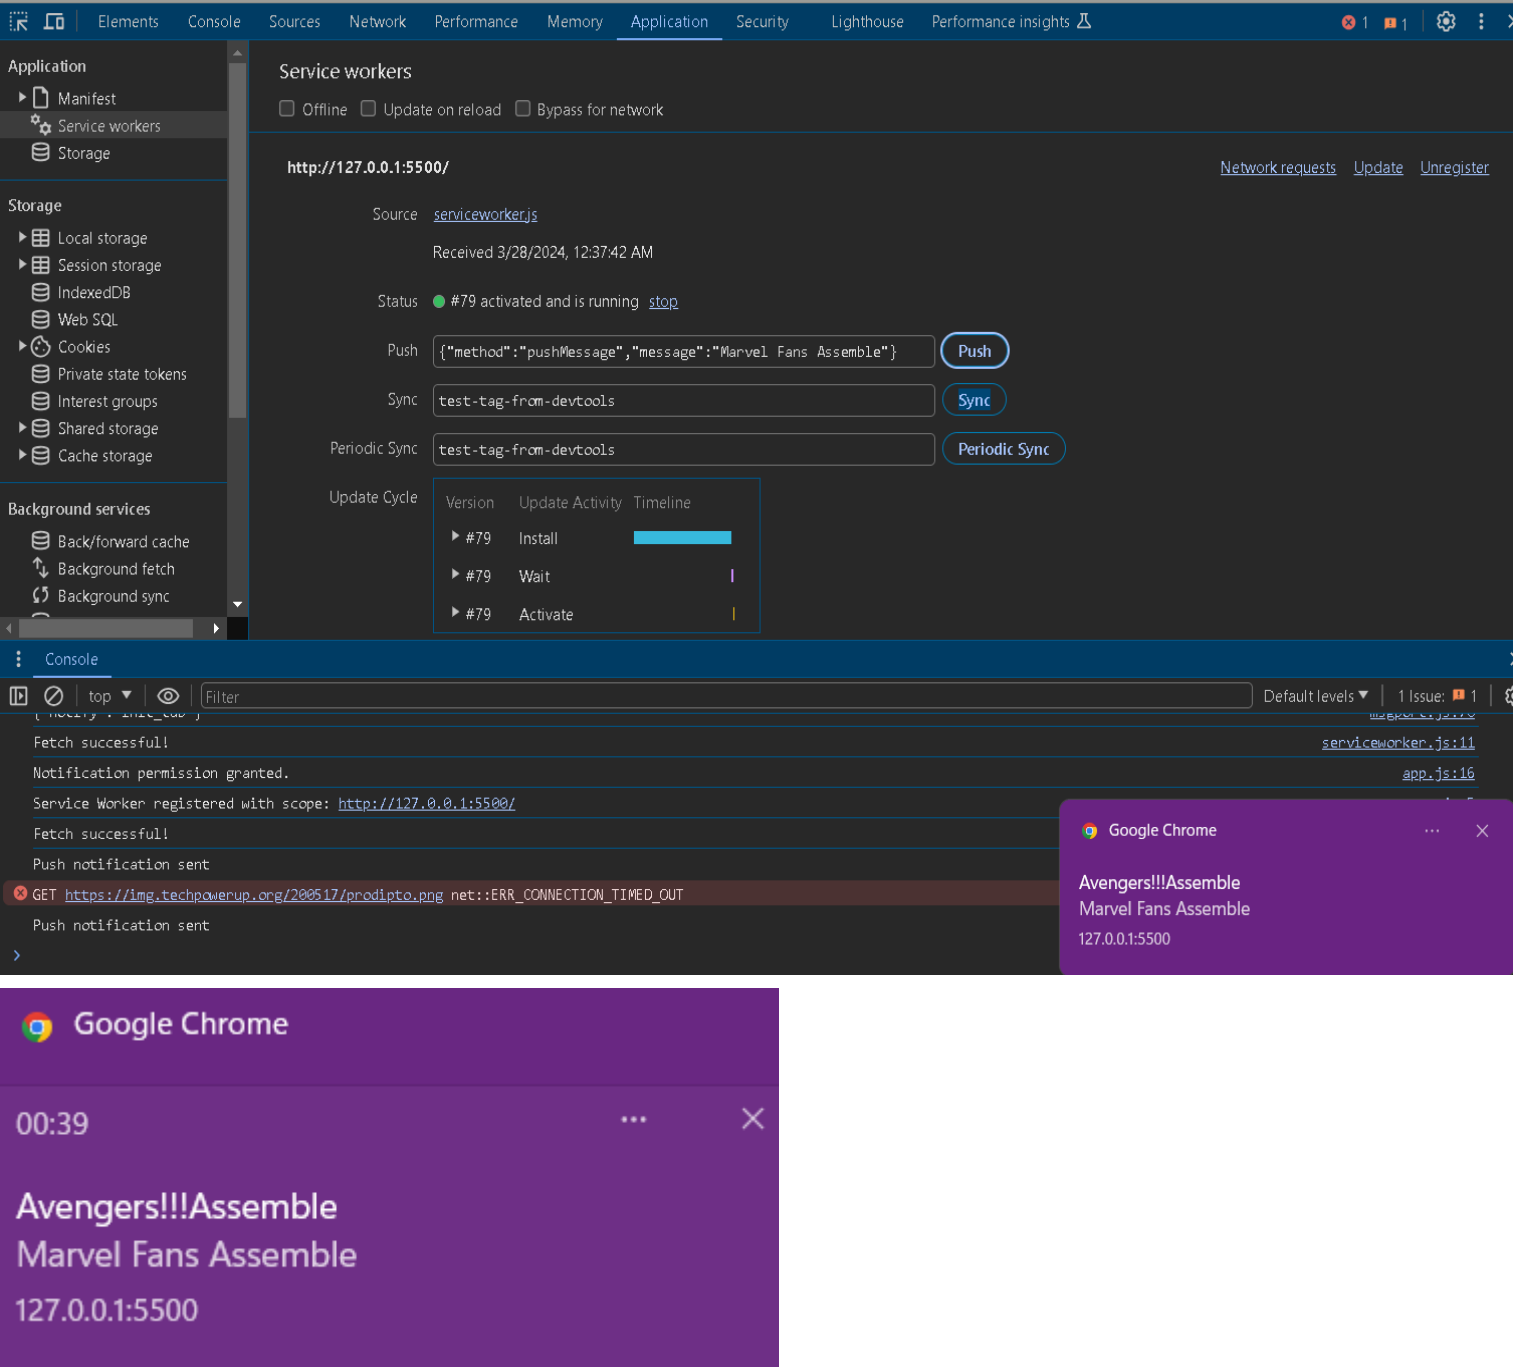 Elements Console Sources Network Performance Memory Application Security Lighthouse Performance insights 1 1
Application
Manifest
Service workers
Storage
Storage
Local storage
Session storage
IndexedDB
Web SQL
Cookies
Private state tokens
Interest groups
Shared storage
Cache storage
Background services
Back/forward cache
Background fetch
Background sync
Service workers
Offline Update on reload Bypass for network
http://127.0.0.1:5500/ Network requests Update Unregister
Source serviceworker.js
Received 3/28/2024, 12:37:42 AM
Status #79 activated and is running stop
Push {"method":"pushMessage","message":"Marvel Fans Assemble"} Push
Sync test-tag-from-devtools Sync
Periodic Sync test-tag-from-devtools Periodic Sync
Update Cycle Version Update Activity Timeline
#79 Install
#79 Wait
#79 Activate
Console
top Filter Default levels 1 Issue: 1
Fetch successful! serviceworker.js:11
Notification permission granted. app.js:16
Service Worker registered with scope: http://127.0.0.1:5500/
Fetch successful!
Push notification sent
GET https://img.techpowerup.org/200517/prodipto.png net::ERR_CONNECTION_TIMED_OUT
Push notification sent
Google Chrome
Avengers!!!Assemble
Marvel Fans Assemble
127.0.0.1:5500
Google Chrome
00:39
Avengers!!!Assemble
Marvel Fans Assemble
127.0.0.1:5500